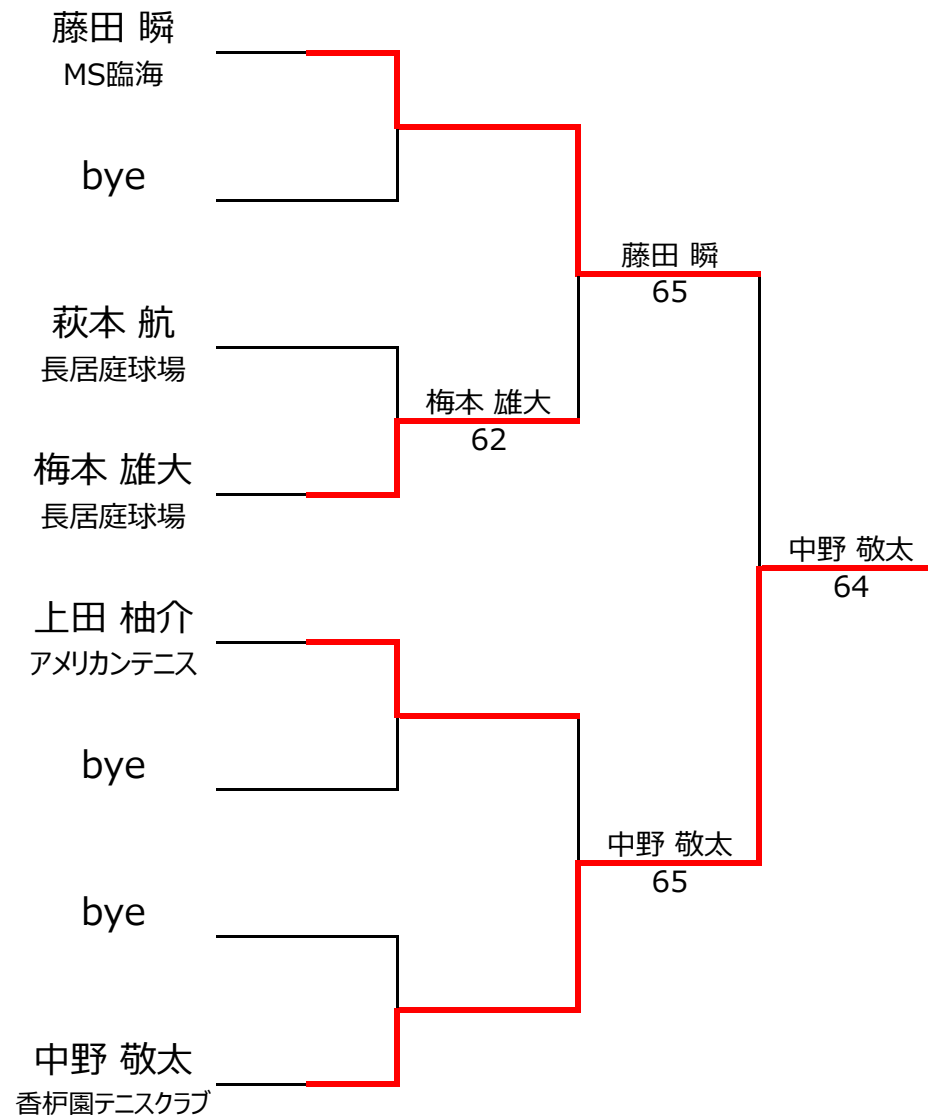 藤田 瞬
MS臨海
bye
藤田 瞬
65
萩本 航
長居庭球場
梅本 雄大
62
梅本 雄大
長居庭球場
中野 敬太
64
上田 柚介
アメリカンテニス
bye
中野 敬太
65
bye
中野 敬太
香枦園テニスクラブ